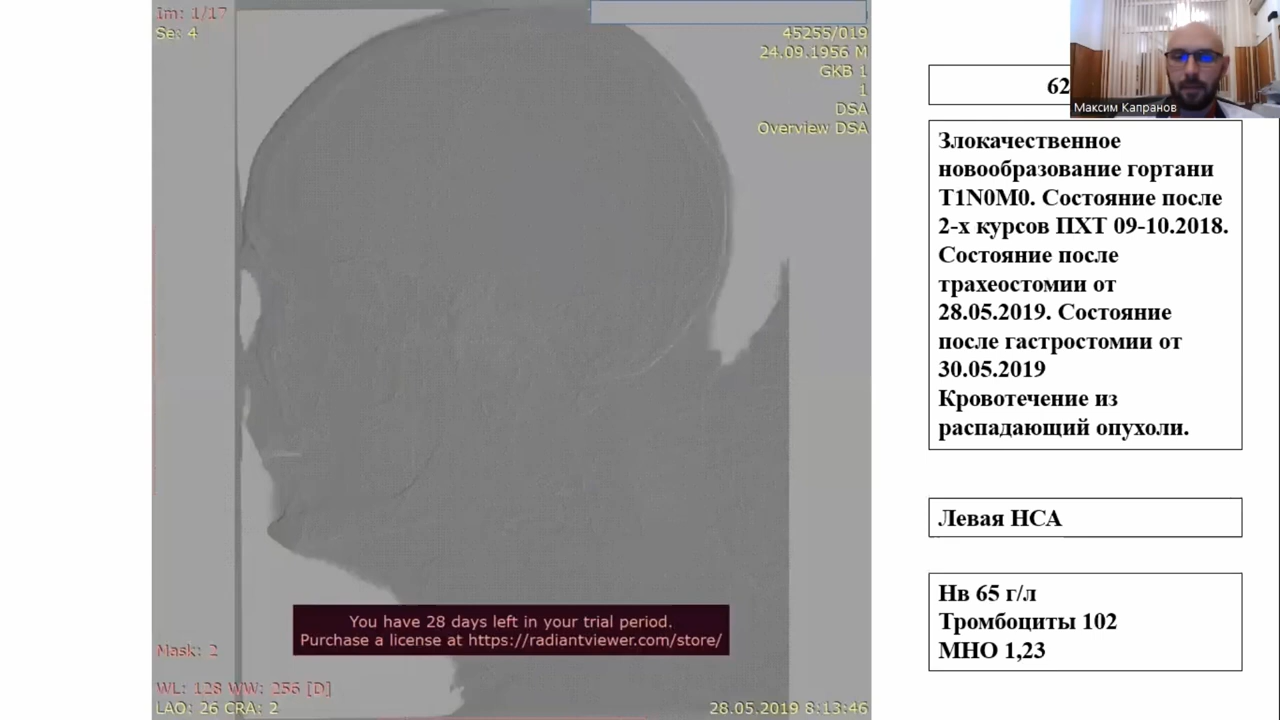 Im: 1/17
Se: 4
45255/019
24.09.1956 M
GKB 1
1
DSA
Overview DSA
Mask: 2
WL: 128 WW: 256 [D]
LAO: 26 CRA: 2
28.05.2019 8:13:46
You have 28 days left in your trial period.
Purchase a license at https://radiantviewer.com/store/
Максим Капранов
62
Злокачественное
новообразование гортани
T1N0M0. Состояние после
2-х курсов ПХТ 09-10.2018.
Состояние после
трахеостомии от
28.05.2019. Состояние
после гастростомии от
30.05.2019
Кровотечение из
распадающий опухоли.
Левая НСА
Нв 65 г/л
Тромбоциты 102
МНО 1,23